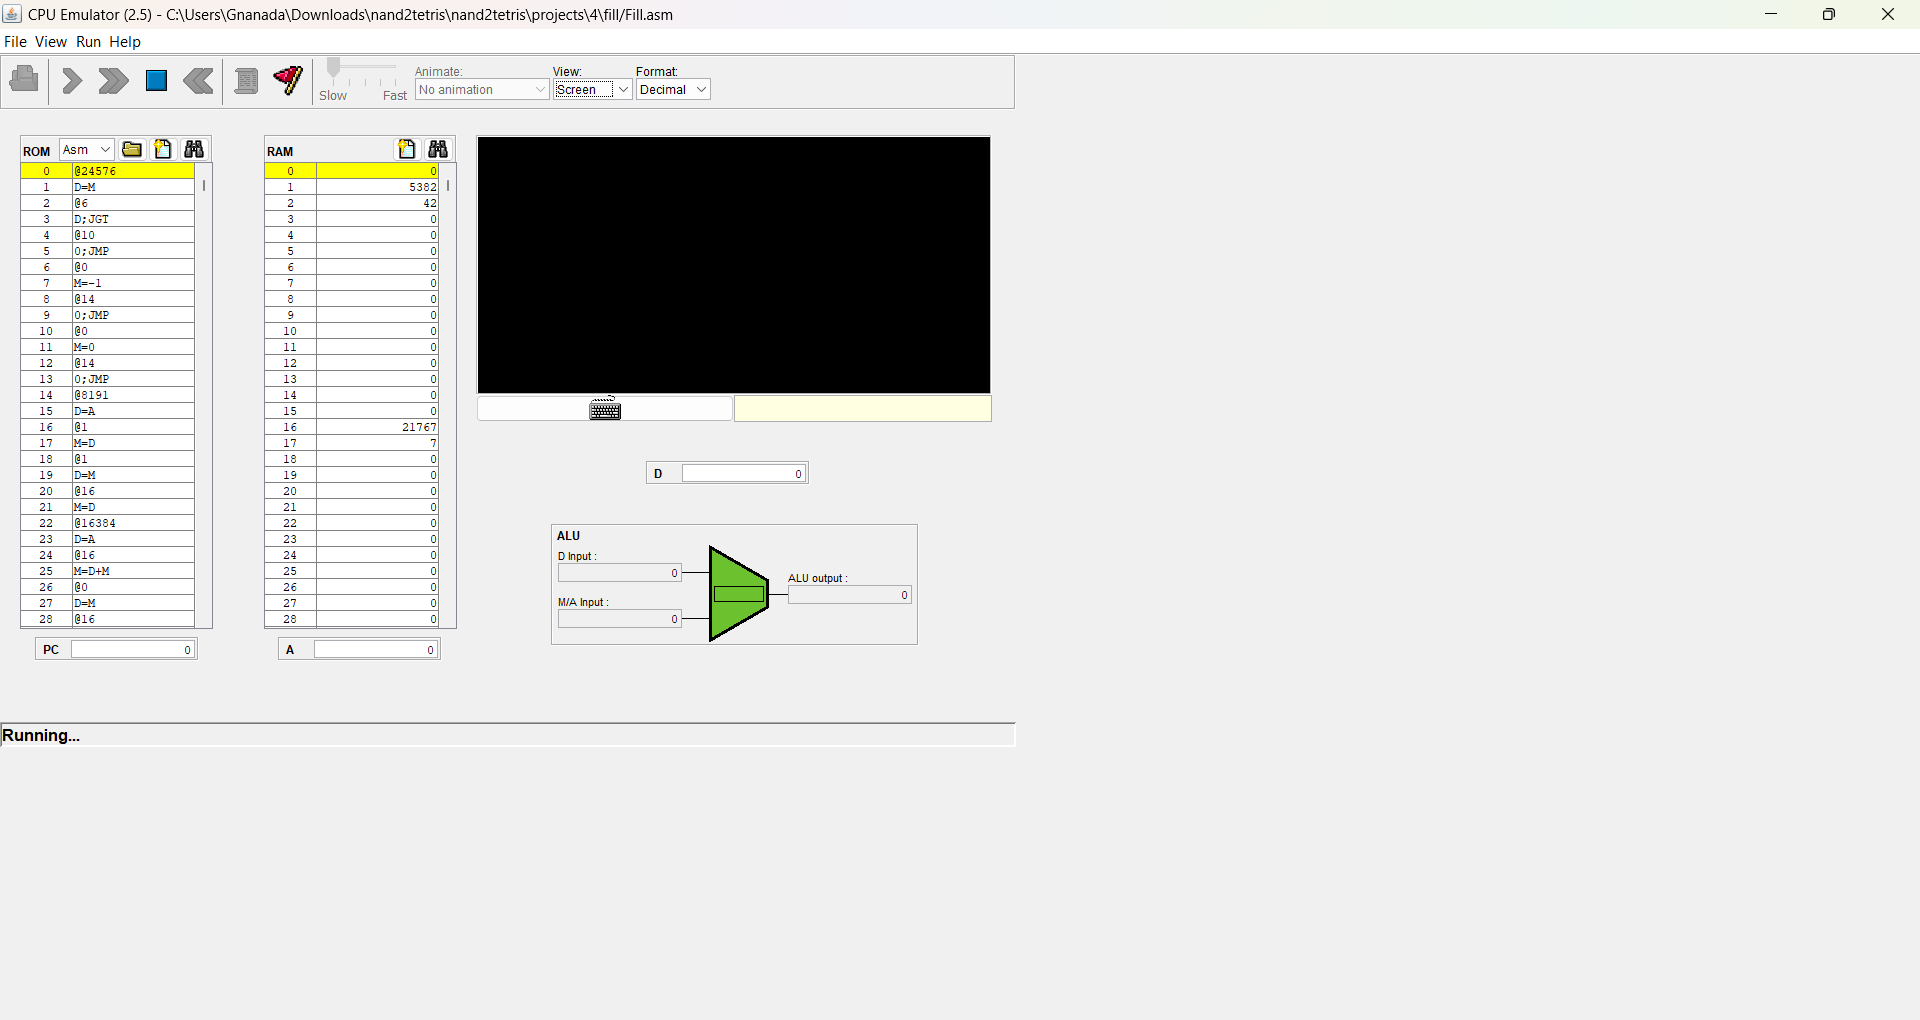 CPU Emulator (2.5) - C:\Users\Gnanada\Downloads\nand2tetris\nand2tetris\projects\4\fill/Fill.asm
File View Run Help
Slow Fast
Animate:
No animation
View:
Screen
Format:
Decimal
ROM Asm
0 @24576
1 D=M
2 @6
3 D;JGT
4 @10
5 0;JMP
6 @0
7 M=-1
8 @14
9 0;JMP
10 @0
11 M=0
12 @14
13 0;JMP
14 @8191
15 D=A
16 @1
17 M=D
18 @1
19 D=M
20 @16
21 M=D
22 @16384
23 D=A
24 @16
25 M=D+M
26 @0
27 D=M
28 @16
PC 0
RAM
0 0
1 5382
2 42
3 0
4 0
5 0
6 0
7 0
8 0
9 0
10 0
11 0
12 0
13 0
14 0
15 0
16 21767
17 7
18 0
19 0
20 0
21 0
22 0
23 0
24 0
25 0
26 0
27 0
28 0
A 0
D 0
ALU
D Input :
0
M/A Input :
0
ALU output :
0
Running...